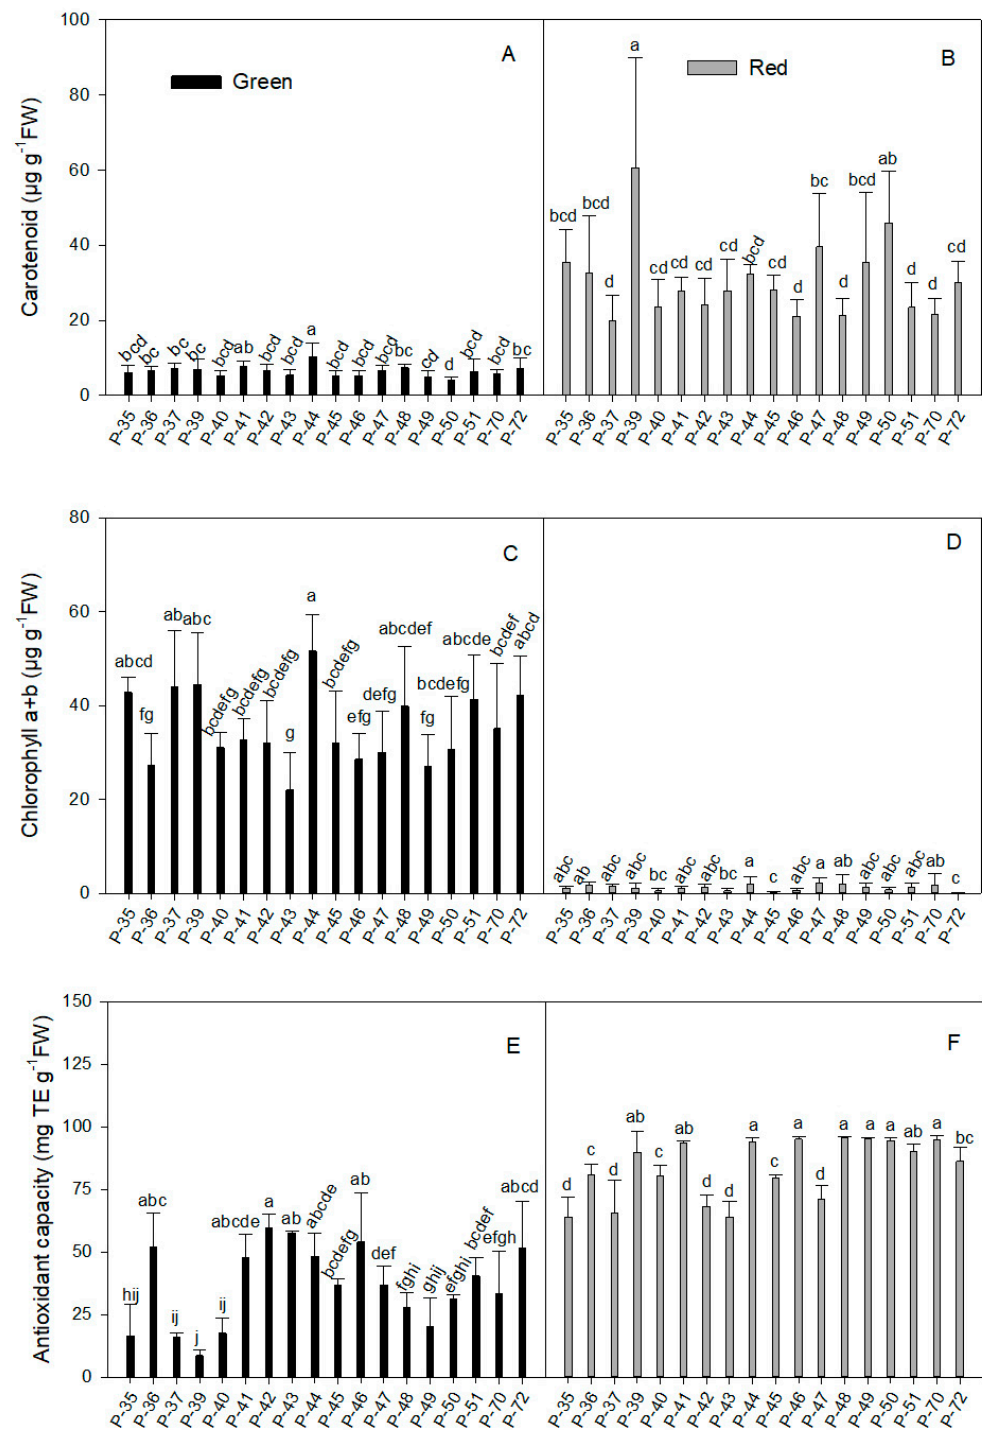 100
80
60
40
20
0
Carotenoid (µg g⁻¹FW)
A
Green
bcd
bc
bc
bc
bcd
ab
bcd
bcd
a
bcd
bcd
bcd
bc
cd
d
bcd
bcd
bc
P-35
P-36
P-37
P-39
P-40
P-41
P-42
P-43
P-44
P-45
P-46
P-47
P-48
P-49
P-50
P-51
P-70
P-72
B
Red
bcd
bcd
d
a
cd
cd
cd
cd
bcd
cd
d
bc
d
bcd
ab
d
d
cd
P-35
P-36
P-37
P-39
P-40
P-41
P-42
P-43
P-44
P-45
P-46
P-47
P-48
P-49
P-50
P-51
P-70
P-72
80
60
40
20
0
Chlorophyll a+b (µg g⁻¹FW)
C
abcd
fg
ab
abc
bcdefg
bcdefg
bcdefg
g
a
bcdefg
efg
defg
abcdef
fg
bcdefg
abcde
bcdef
abcd
P-35
P-36
P-37
P-39
P-40
P-41
P-42
P-43
P-44
P-45
P-46
P-47
P-48
P-49
P-50
P-51
P-70
P-72
D
abc
ab
abc
abc
bc
abc
abc
bc
a
c
abc
a
ab
abc
abc
abc
ab
c
P-35
P-36
P-37
P-39
P-40
P-41
P-42
P-43
P-44
P-45
P-46
P-47
P-48
P-49
P-50
P-51
P-70
P-72
150
125
100
75
50
25
0
Antioxidant capacity (mg TE g⁻¹FW)
E
hij
abc
ij
j
ij
abcde
a
ab
abcde
bcdefg
ab
def
fghi
ghij
efghi
bcdef
efgh
abcd
P-35
P-36
P-37
P-39
P-40
P-41
P-42
P-43
P-44
P-45
P-46
P-47
P-48
P-49
P-50
P-51
P-70
P-72
F
d
c
d
ab
c
ab
d
d
a
c
a
d
a
a
a
ab
a
bc
P-35
P-36
P-37
P-39
P-40
P-41
P-42
P-43
P-44
P-45
P-46
P-47
P-48
P-49
P-50
P-51
P-70
P-72